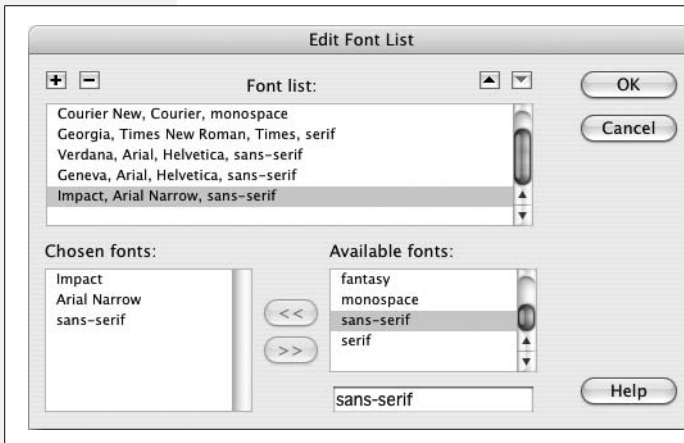 Edit Font List
+ −
Font list:
OK
Courier New, Courier, monospace
Georgia, Times New Roman, Times, serif
Verdana, Arial, Helvetica, sans-serif
Geneva, Arial, Helvetica, sans-serif
Impact, Arial Narrow, sans-serif
Cancel
Chosen fonts:
Impact
Arial Narrow
sans-serif
<<
>>
Available fonts:
fantasy
monospace
sans-serif
serif
sans-serif
Help